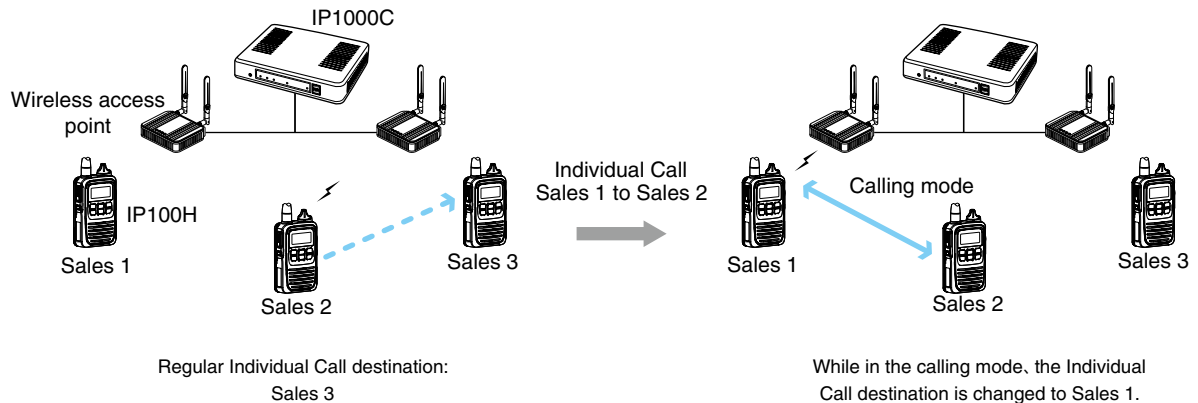 IP1000C
Wireless access
point
IP100H
Sales 1
Sales 2
Sales 3
Individual Call
Sales 1 to Sales 2
Calling mode
Sales 1
Sales 2
Sales 3
Regular Individual Call destination:
Sales 3
While in the calling mode、the Individual
Call destination is changed to Sales 1.